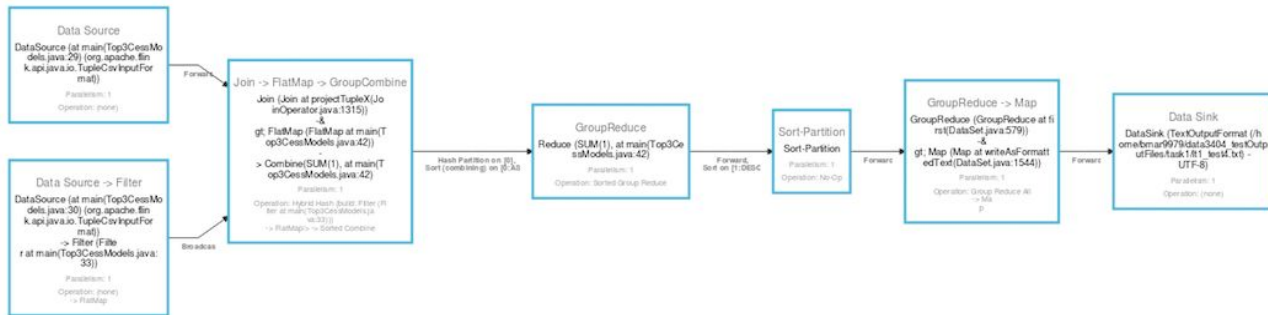 Data Source
DataSource (at main(Top3CessMo
dels.java:29) (org.apache.flin
k.api.java.io.TupleCsvInputFor
mat))
Parallelism: 1
Operation: (none)
Forward
Data Source -> Filter
DataSource (at main(Top3CessMo
dels.java:30) (org.apache.flin
k.api.java.io.TupleCsvInputFor
mat))
-> Filter (Filte
r at main(Top3CessModels.java:
33))
Parallelism: 1
Operation: (none)
-> FlatMap
Broadcas
Join -> FlatMap -> GroupCombine
Join (Join at projectTupleX(Jo
inOperator.java:1315))
-&
gt; FlatMap (FlatMap at main(T
op3CessModels.java:42))
-
> Combine(SUM(1), at main(T
op3CessModels.java:42)
Parallelism: 1
Operation: Hybrid Hash (build: Filter (Fi
lter at main(Top3CessModels.ja
va:33)))
-> FlatMap -> Sorted Combine
Hash Partition on [0],
Sort (combining) on [0:AS
GroupReduce
Reduce (SUM(1), at main(Top3Ce
ssModels.java:42)
Parallelism: 1
Operation: Sorted Group Reduce
Forward,
Sort on [1:DESC
Sort-Partition
Sort-Partition
Parallelism: 1
Operation: No-Op
Forward
GroupReduce -> Map
GroupReduce (GroupReduce at fi
rst(DataSet.java:579))
-&
gt; Map (Map at writeAsFormat
tedText(DataSet.java:1544))
Parallelism: 1
Operation: Group Reduce All
-> Ma
p
Forward
Data Sink
DataSink (TextOutputFormat (/h
ome/bmar9979/data3404_testOutp
utFiles/task1/lt1_test4.txt) -
UTF-8)
Parallelism: 1
Operation: (none)